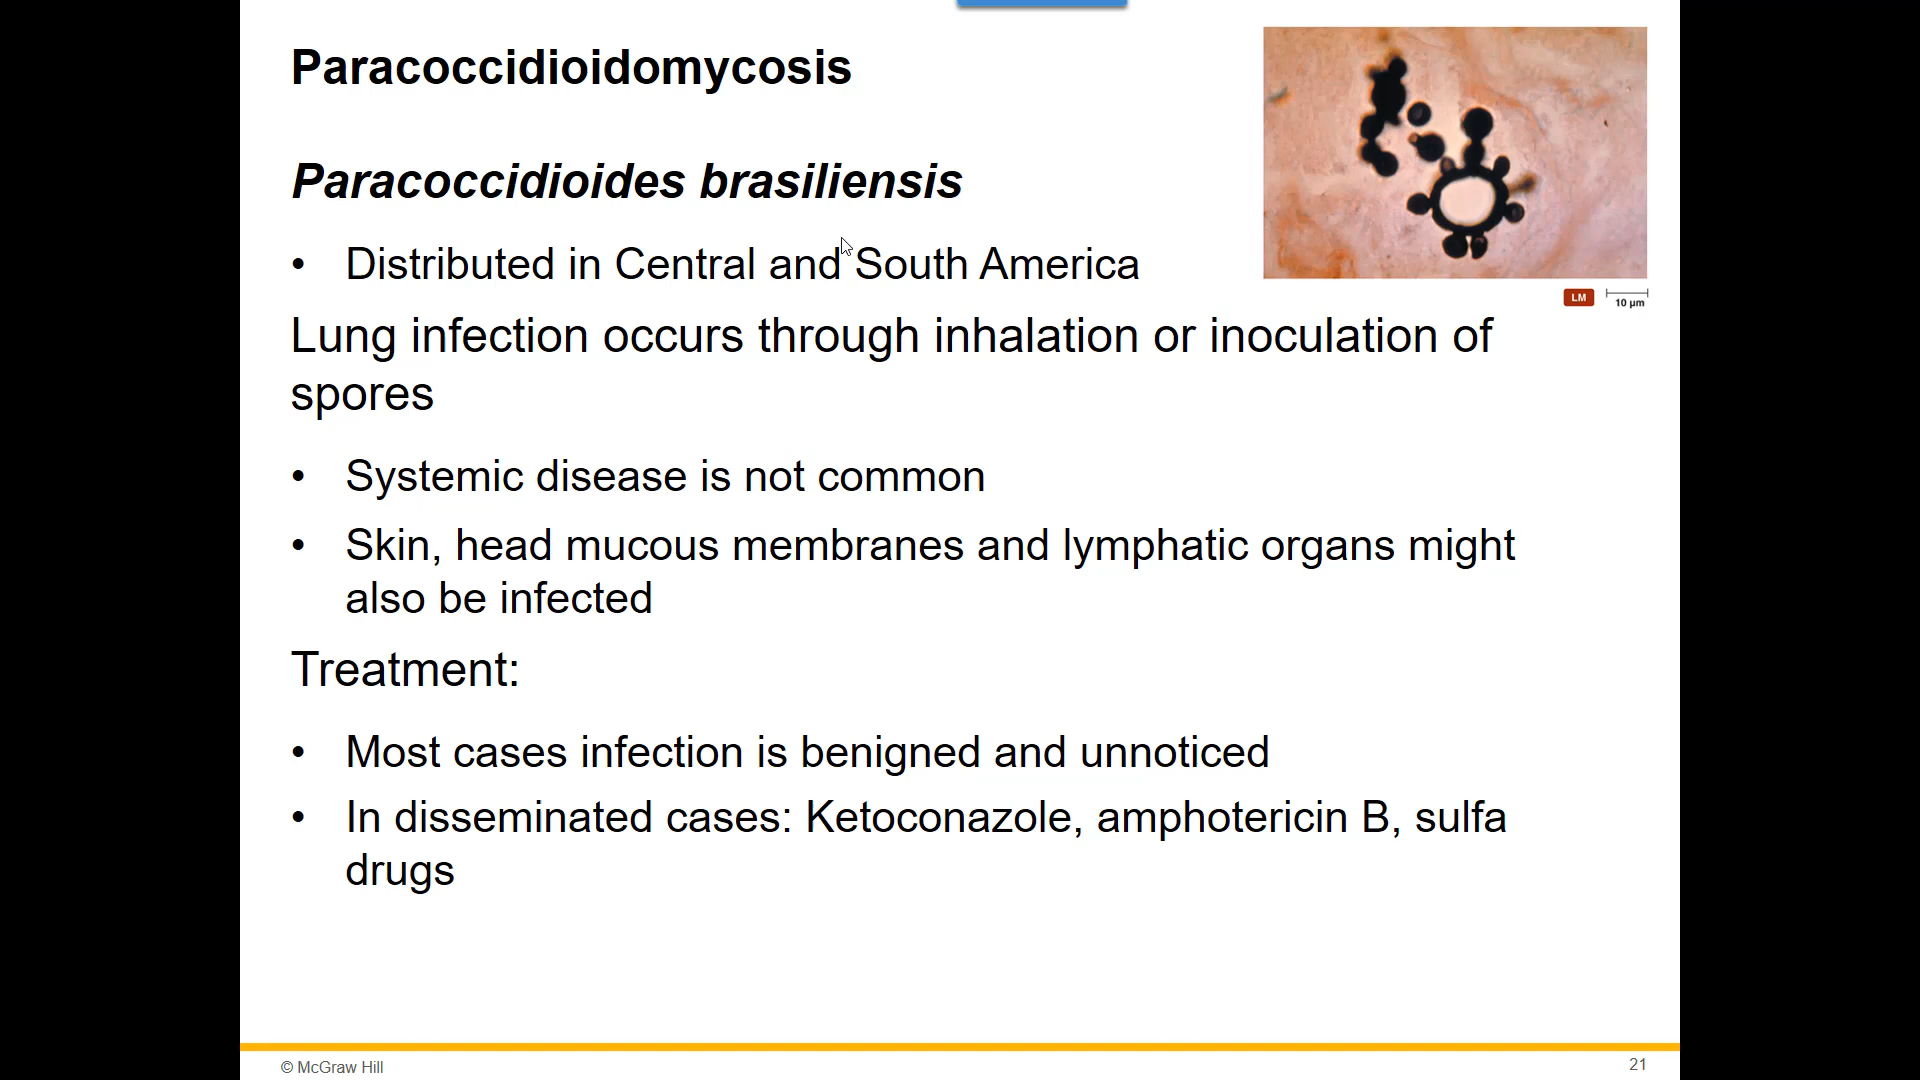 Paracoccidioidomycosis
Paracoccidioides brasiliensis
• Distributed in Central and South America
LM 10 µm
Lung infection occurs through inhalation or inoculation of
spores
• Systemic disease is not common
• Skin, head mucous membranes and lymphatic organs might
also be infected
Treatment:
• Most cases infection is benigned and unnoticed
• In disseminated cases: Ketoconazole, amphotericin B, sulfa
drugs
© McGraw Hill
21